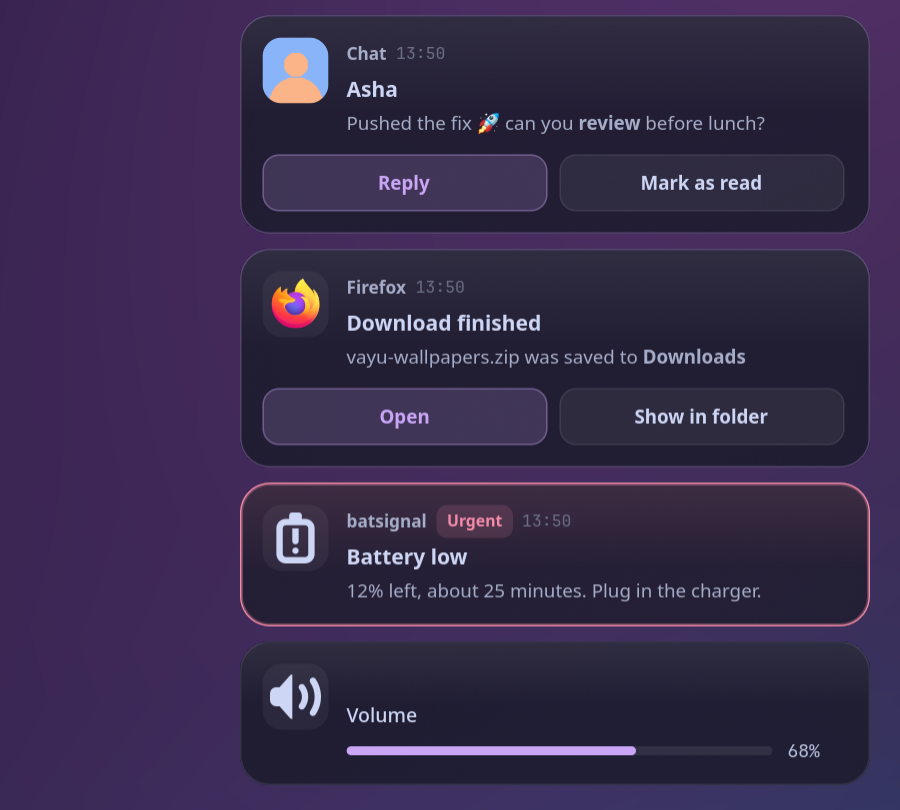 Chat 13:50
Asha
Pushed the fix 🚀 can you review before lunch?
Reply Mark as read
Firefox 13:50
Download finished
vayu-wallpapers.zip was saved to Downloads
Open Show in folder
batsignal Urgent 13:50
Battery low
12% left, about 25 minutes. Plug in the charger.
Volume
68%